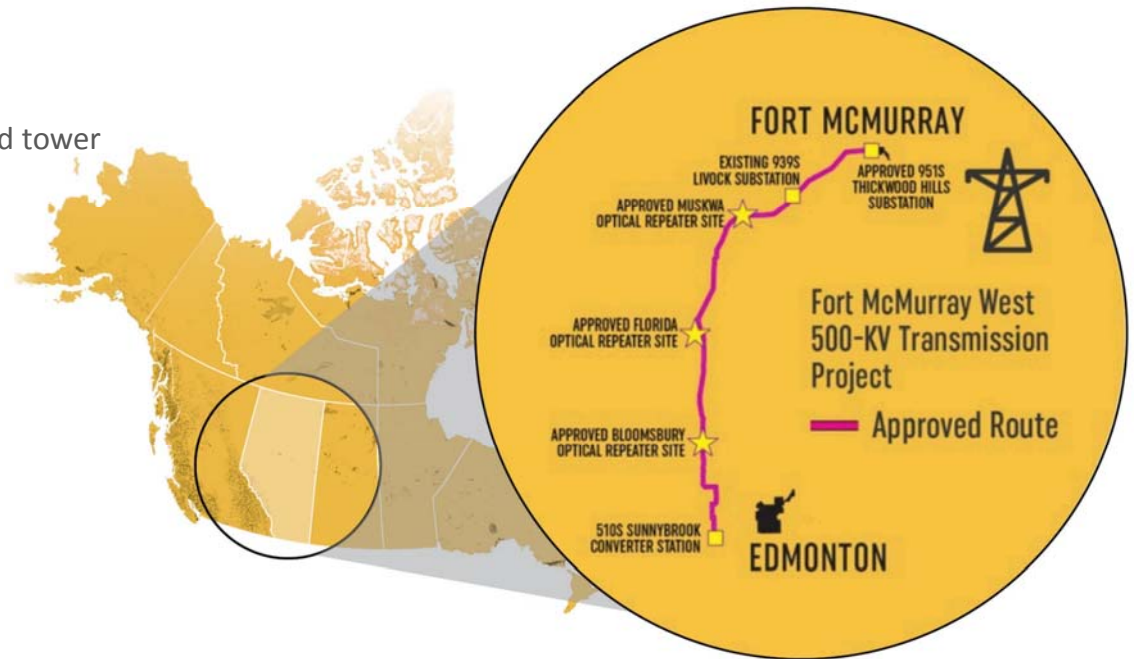 d tower
FORT MCMURRAY
EXISTING 939S
LIVOCK SUBSTATION
APPROVED 951S
THICKWOOD HILLS
SUBSTATION
APPROVED MUSKWA
OPTICAL REPEATER SITE
Fort McMurray West
500-KV Transmission
Project
Approved Route
APPROVED FLORIDA
OPTICAL REPEATER SITE
APPROVED BLOOMSBURY
OPTICAL REPEATER SITE
510S SUNNYBROOK
CONVERTER STATION
EDMONTON